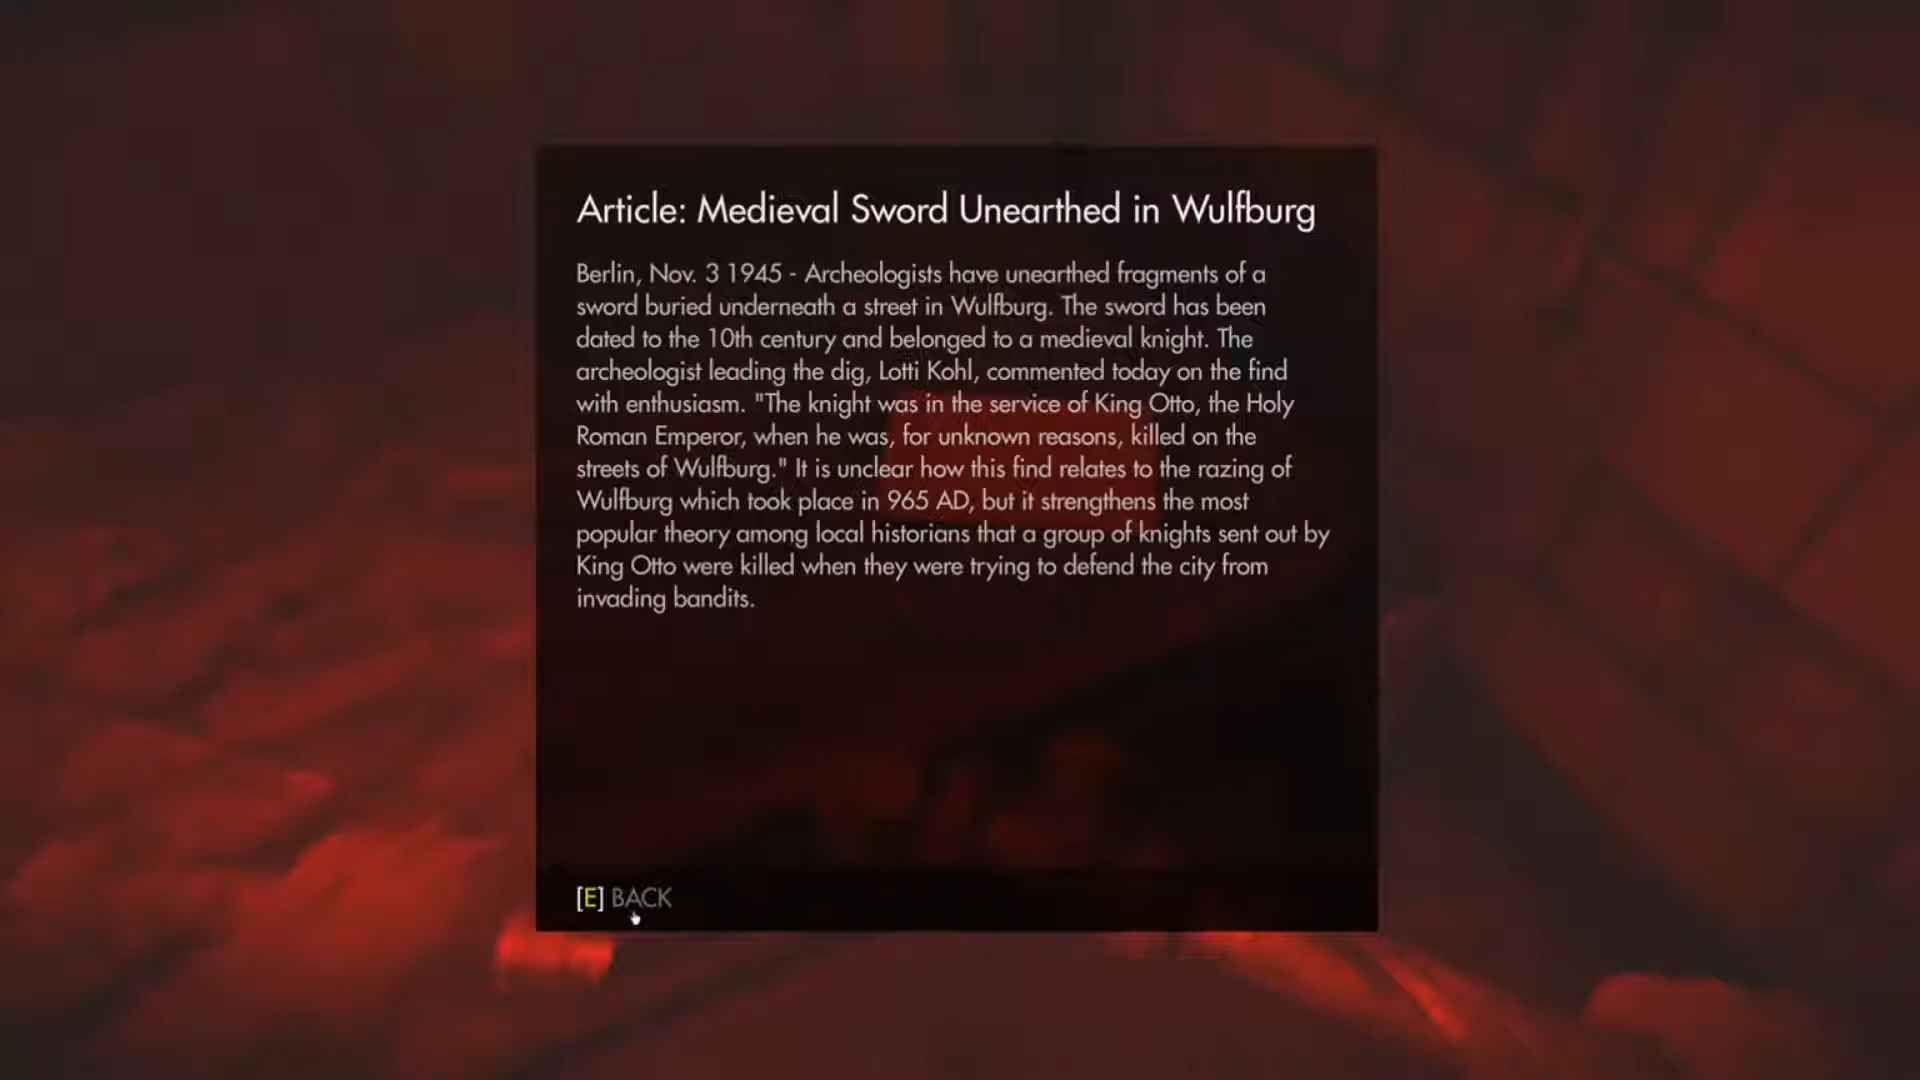 Article: Medieval Sword Unearthed in Wulfburg
Berlin, Nov. 3 1945 - Archeologists have unearthed fragments of a
sword buried underneath a street in Wulfburg. The sword has been
dated to the 10th century and belonged to a medieval knight. The
archeologist leading the dig, Lotti Kohl, commented today on the find
with enthusiasm. "The knight was in the service of King Otto, the Holy
Roman Emperor, when he was, for unknown reasons, killed on the
streets of Wulfburg." It is unclear how this find relates to the razing of
Wulfburg which took place in 965 AD, but it strengthens the most
popular theory among local historians that a group of knights sent out by
King Otto were killed when they were trying to defend the city from
invading bandits.
[E] BACK